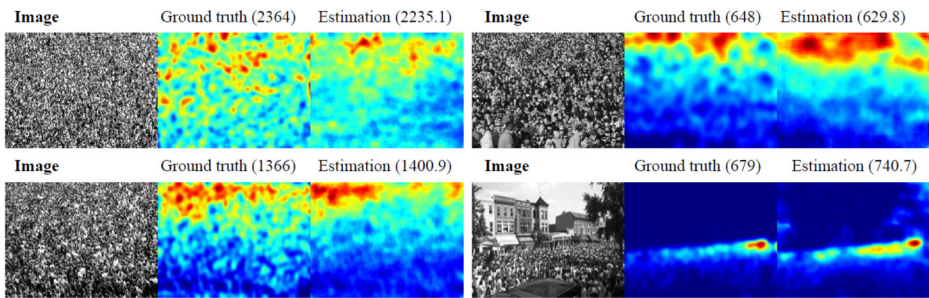 Image Ground truth (2364) Estimation (2235.1) Image Ground truth (648) Estimation (629.8)
Image Ground truth (1366) Estimation (1400.9) Image Ground truth (679) Estimation (740.7)